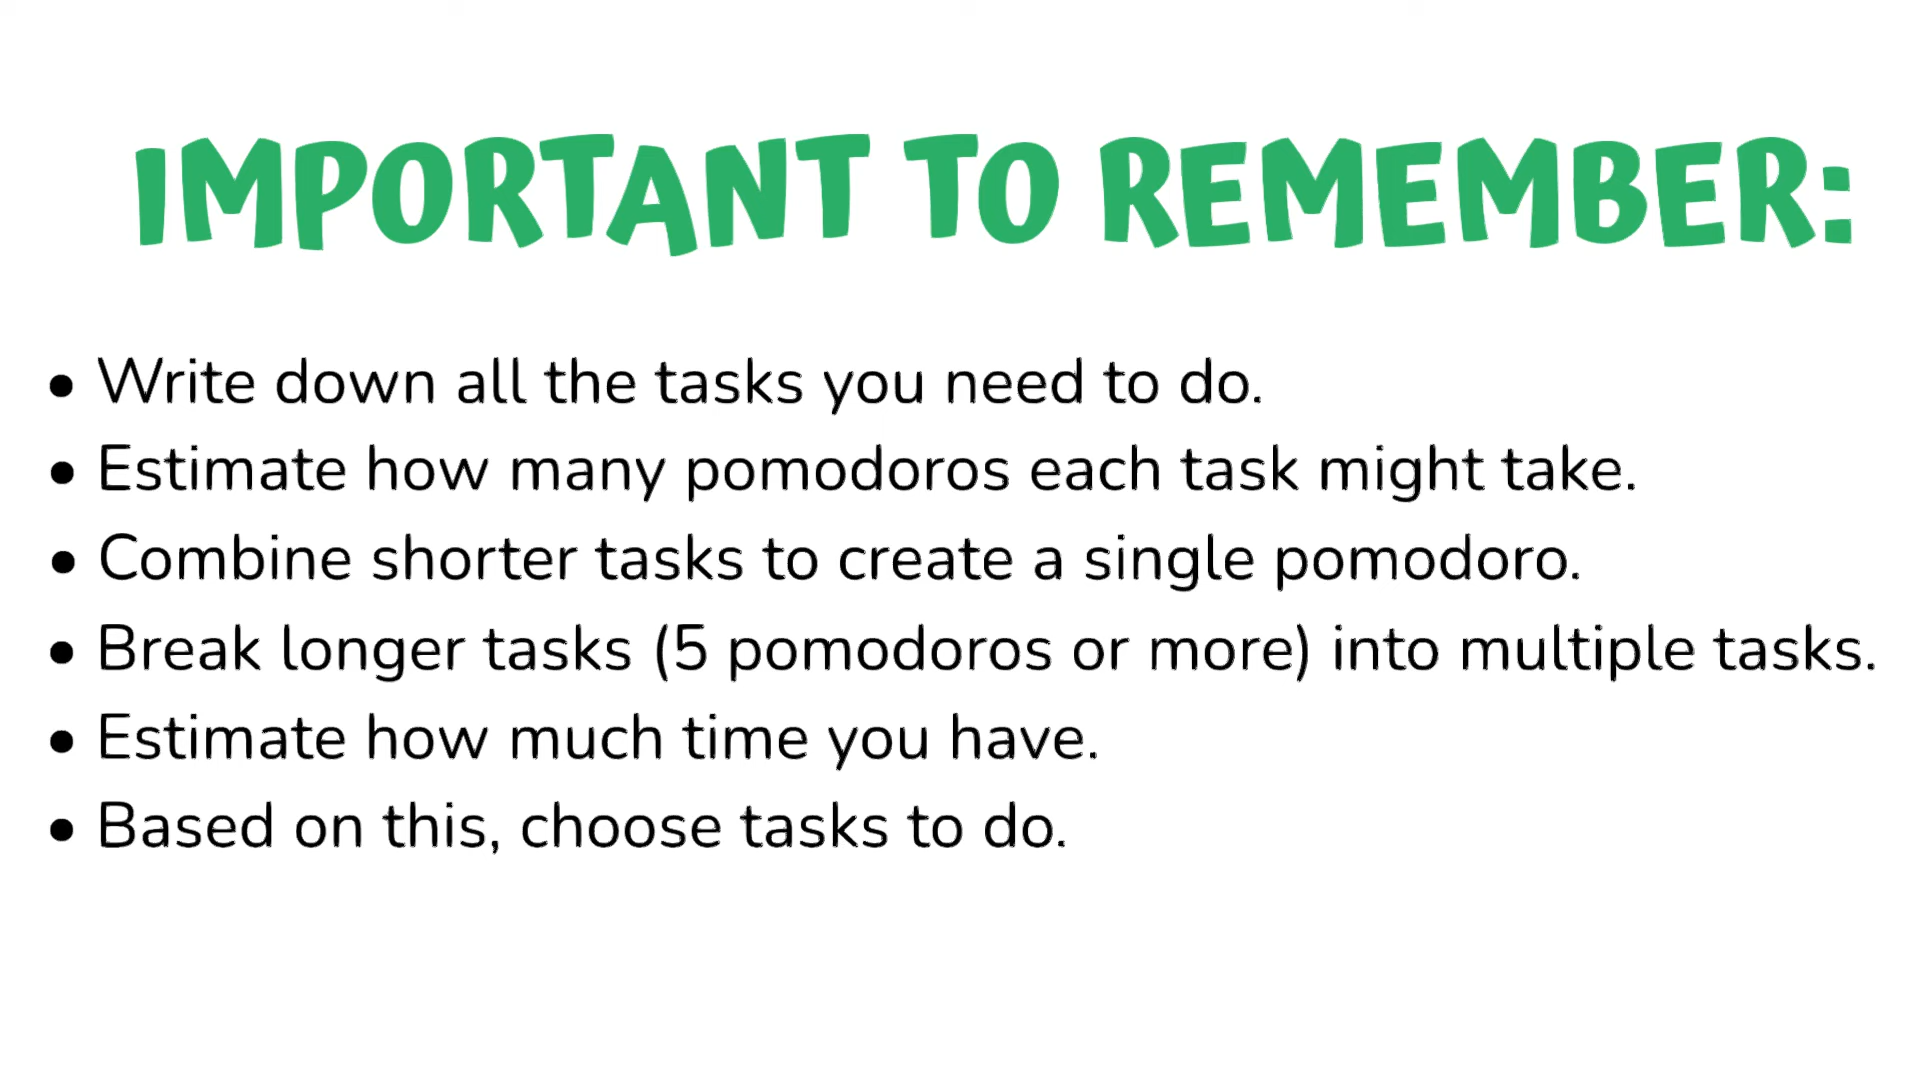 IMPORTANT TO REMEMBER:
• Write down all the tasks you need to do.
• Estimate how many pomodoros each task might take.
• Combine shorter tasks to create a single pomodoro.
• Break longer tasks (5 pomodoros or more) into multiple tasks.
• Estimate how much time you have.
• Based on this, choose tasks to do.